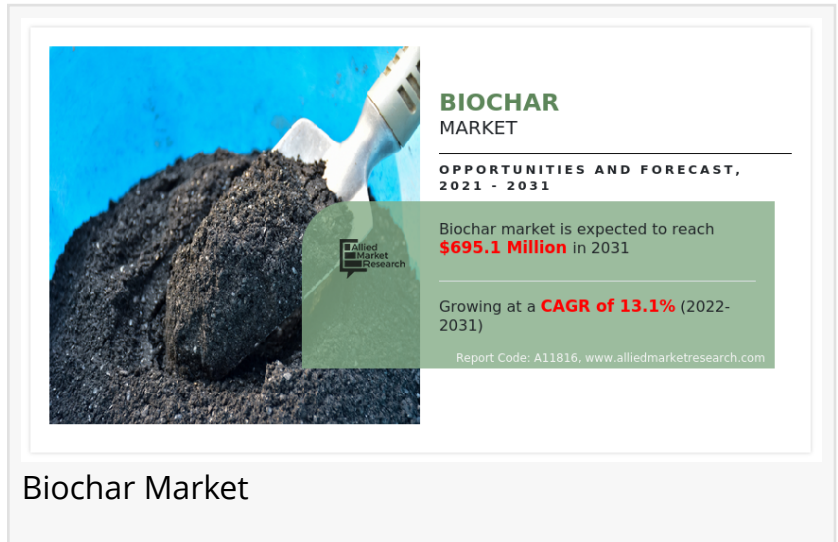 BIOCHAR
MARKET
OPPORTUNITIES AND FORECAST,
2021 - 2031
Biochar market is expected to reach
$695.1 Million in 2031
Allied
Market
Research
Growing at a CAGR of 13.1% (2022-
2031)
Report Code: A11816, www.alliedmarketresearch.com
Biochar Market